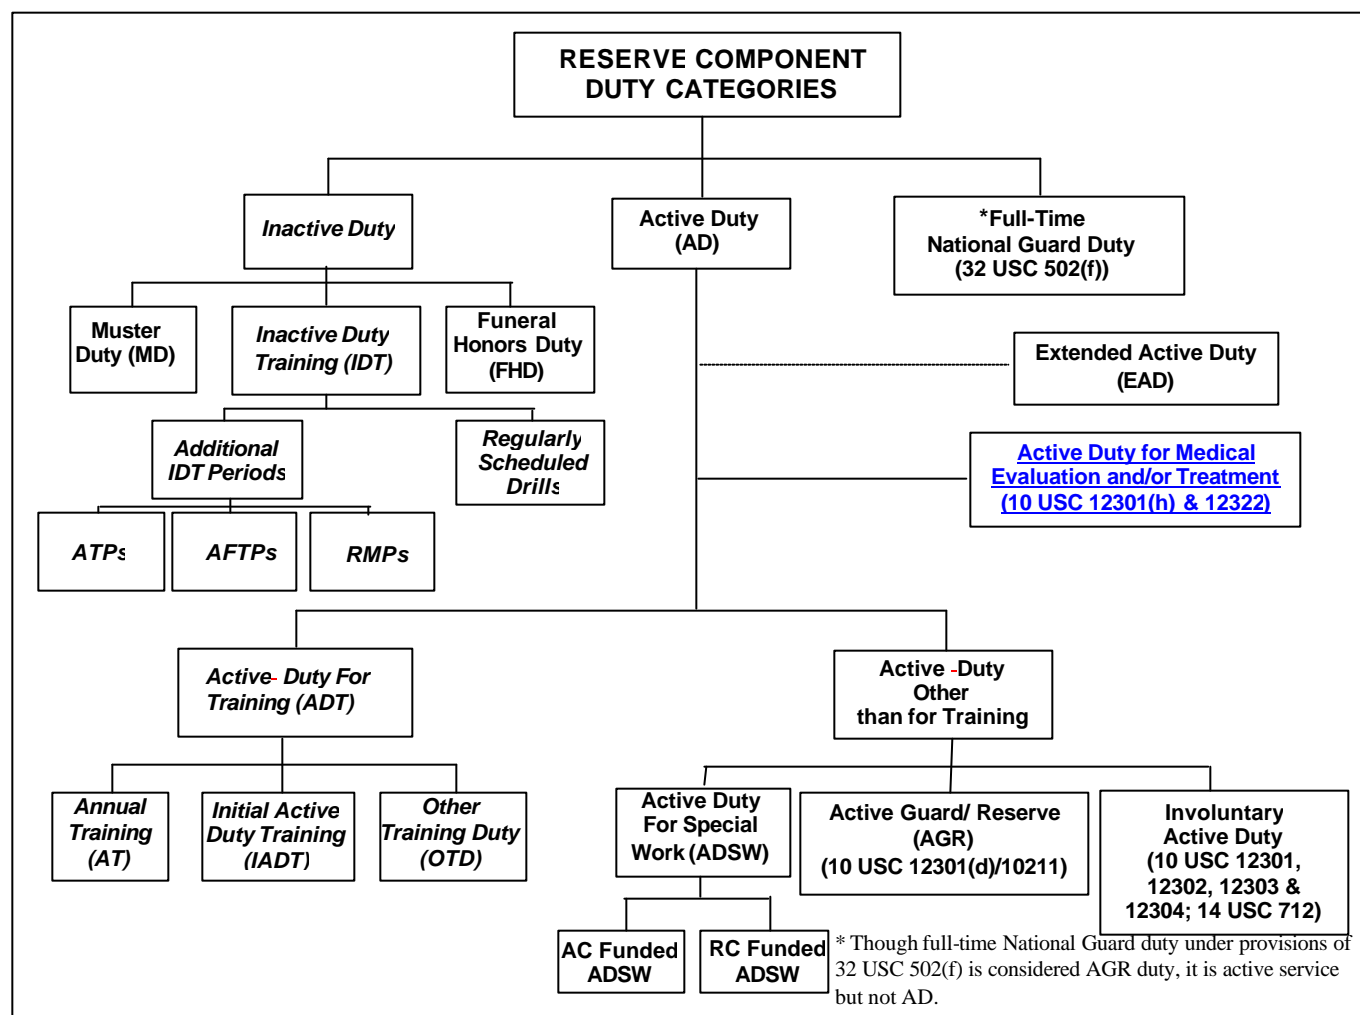 RESERVE COMPONENT
DUTY CATEGORIES
Inactive Duty
Active Duty
(AD)
*Full-Time
National Guard Duty
(32 USC 502(f))
Muster
Duty (MD)
Inactive Duty
Training (IDT)
Funeral
Honors Duty
(FHD)
Extended Active Duty
(EAD)
Additional
IDT Periods
Regularly
Scheduled
Drills
Active Duty for Medical
Evaluation and/or Treatment
(10 USC 12301(h) & 12322)
ATPs
AFTPs
RMPs
Active- Duty For
Training (ADT)
Active -Duty
Other
than for Training
Annual
Training
(AT)
Initial Active
Duty Training
(IADT)
Other
Training Duty
(OTD)
Active Duty
For Special
Work (ADSW)
Active Guard/ Reserve
(AGR)
(10 USC 12301(d)/10211)
Involuntary
Active Duty
(10 USC 12301,
12302, 12303 &
12304; 14 USC 712)
AC Funded
ADSW
RC Funded
ADSW
* Though full-time National Guard duty under provisions of
32 USC 502(f) is considered AGR duty, it is active service
but not AD.